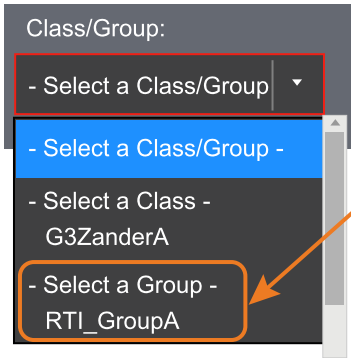 Class/Group:
- Select a Class/Group
- Select a Class/Group -
- Select a Class -
G3ZanderA
- Select a Group -
RTI_GroupA